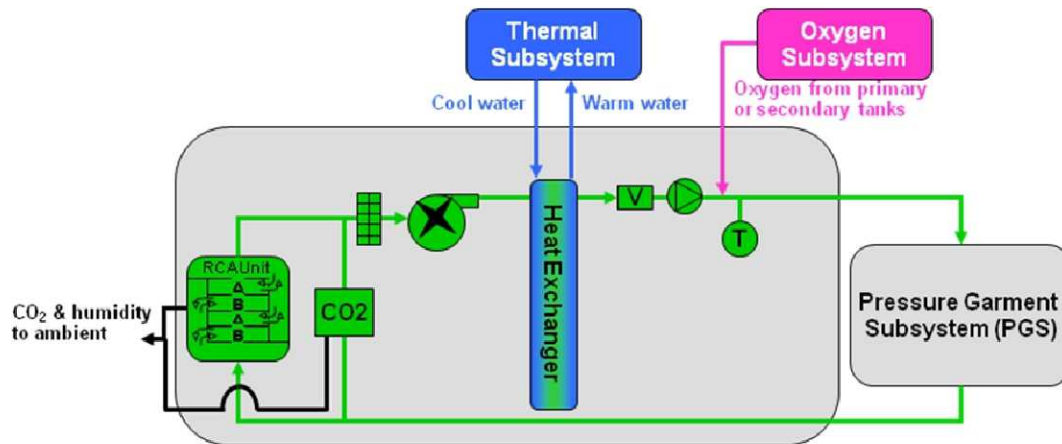 Thermal
Subsystem
Oxygen
Subsystem
Cool water
Warm water
Oxygen from primary
or secondary tanks
V
T
Heat Exchanger
RCAUnit
A
B
A
B
CO2
CO₂ & humidity
to ambient
Pressure Garment
Subsystem (PGS)